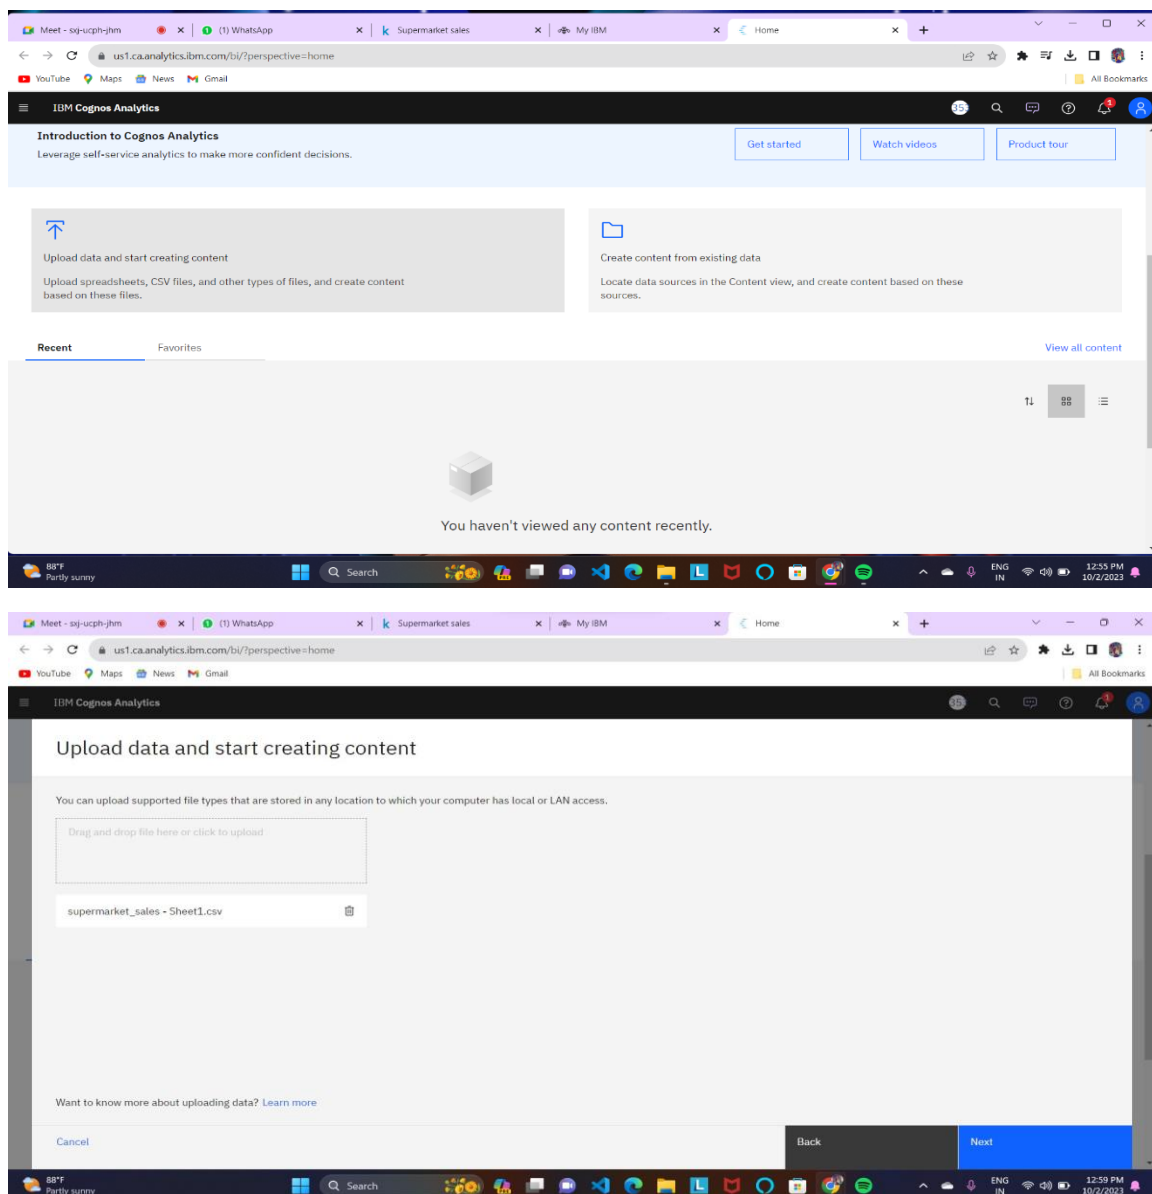 Meet - sxj-ucph-jhm
(1) WhatsApp
Supermarket sales
My IBM
Home
us1.ca.analytics.ibm.com/bi/?perspective=home
YouTube
Maps
News
Gmail
All Bookmarks
IBM Cognos Analytics
1
Introduction to Cognos Analytics
Leverage self-service analytics to make more confident decisions.
Get started
Watch videos
Product tour
Upload data and start creating content
Upload spreadsheets, CSV files, and other types of files, and create content
based on these files.
Create content from existing data
Locate data sources in the Content view, and create content based on these
sources.
Recent
Favorites
View all content
You haven't viewed any content recently.
88°F
Partly sunny
Search
ENG
IN
12:55 PM
10/2/2023
Meet - sxj-ucph-jhm
(1) WhatsApp
Supermarket sales
My IBM
Home
us1.ca.analytics.ibm.com/bi/?perspective=home
YouTube
Maps
News
Gmail
All Bookmarks
IBM Cognos Analytics
Upload data and start creating content
You can upload supported file types that are stored in any location to which your computer has local or LAN access.
Drag and drop file here or click to upload
supermarket_sales - Sheet1.csv
Want to know more about uploading data? Learn more
Cancel
Back
Next
88°F
Partly sunny
Search
ENG
IN
12:59 PM
10/2/2023